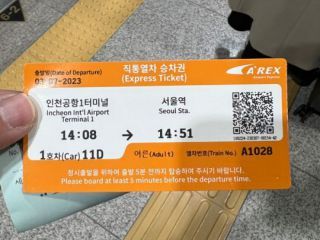 출발일(Date of Departure)
03-07-2023
직통열차 승차권
(Express Ticket)
A'REX
Airport Express
인천공항1터미널
Incheon Int'l Airport
Terminal 1
서울역
Seoul Sta.
14:08 → 14:51
1호차(Car) 11D
어른(Adult)
열차번호(Train No.) A1028
정시출발을 위하여 출발 5분 전까지 탑승하여 주시기 바랍니다.
Please board at least 5 minutes before the departure time.